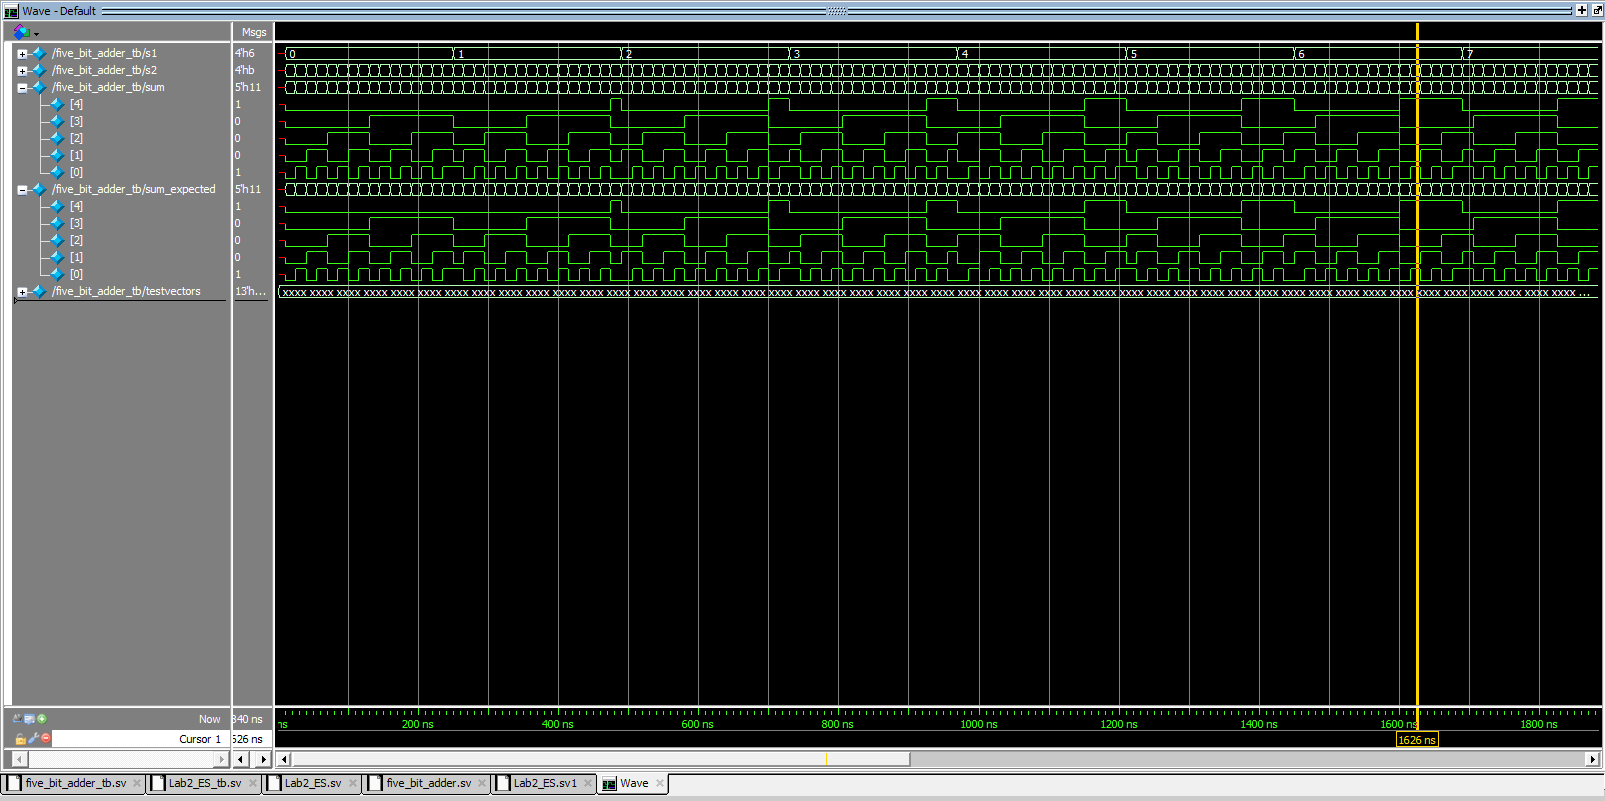 Wave - Default
Msgs
/five_bit_adder_tb/s1 4'h6 0 1 2 3 4 5 6 7
/five_bit_adder_tb/s2 4'hb
/five_bit_adder_tb/sum 5'h11
[4] 1
[3] 0
[2] 0
[1] 0
[0] 1
/five_bit_adder_tb/sum_expected 5'h11
[4] 1
[3] 0
[2] 0
[1] 0
[0] 1
/five_bit_adder_tb/testvectors 13'h... xxxx xxxx xxxx xxxx xxxx xxxx xxxx xxxx xxxx xxxx xxxx xxxx xxxx xxxx xxxx xxxx xxxx xxxx xxxx xxxx xxxx xxxx xxxx xxxx xxxx xxxx xxxx xxxx xxxx xxxx xxxx xxxx xxxx xxxx xxxx xxxx xxxx xxxx xxxx xxxx xxxx xxxx xxxx xxxx xxxx xxxx xxxx xxxx ...
Now 340 ns ns 200 ns 400 ns 600 ns 800 ns 1000 ns 1200 ns 1400 ns 1600 ns 1800 ns
Cursor 1 526 ns 1626 ns
five_bit_adder_tb.sv Lab2_ES_tb.sv Lab2_ES.sv five_bit_adder.sv Lab2_ES.sv1 Wave